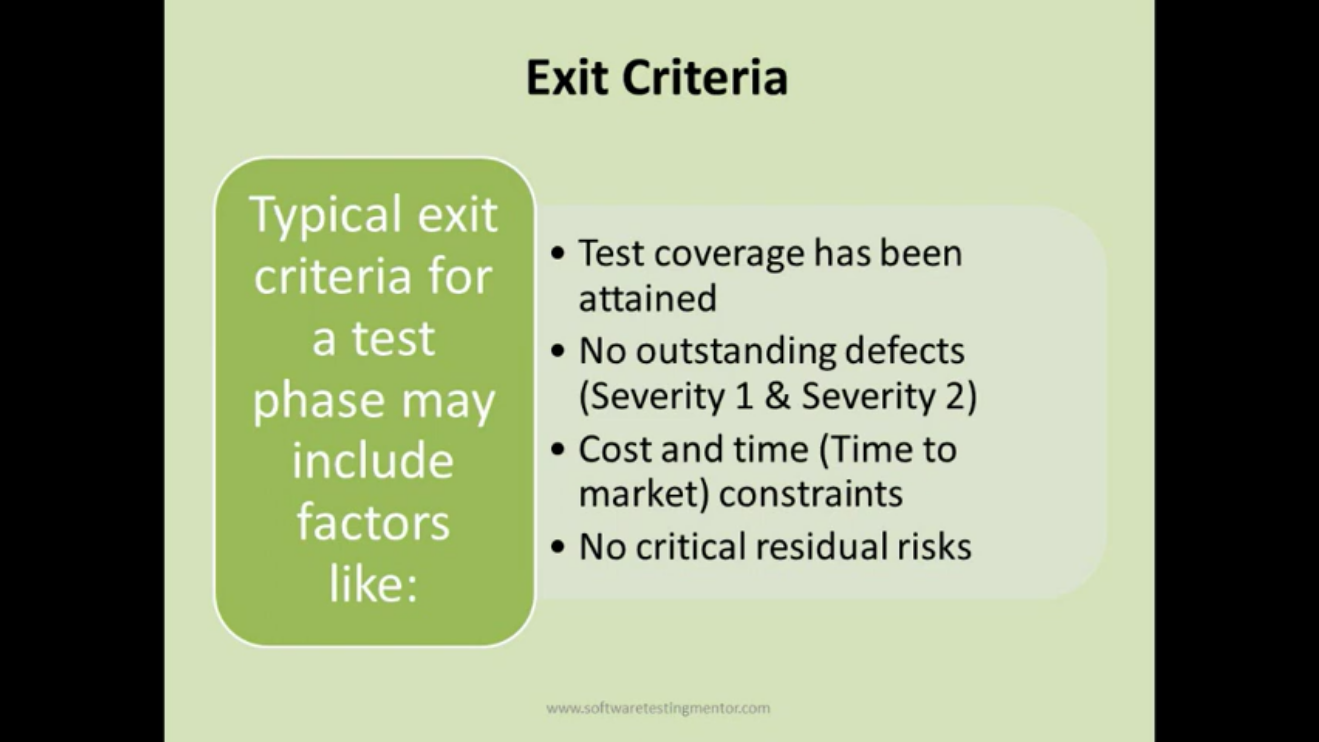 Exit Criteria
Typical exit
criteria for
a test
phase may
include
factors
like:
• Test coverage has been
attained
• No outstanding defects
(Severity 1 & Severity 2)
• Cost and time (Time to
market) constraints
• No critical residual risks
www.softwaretestingmentor.com